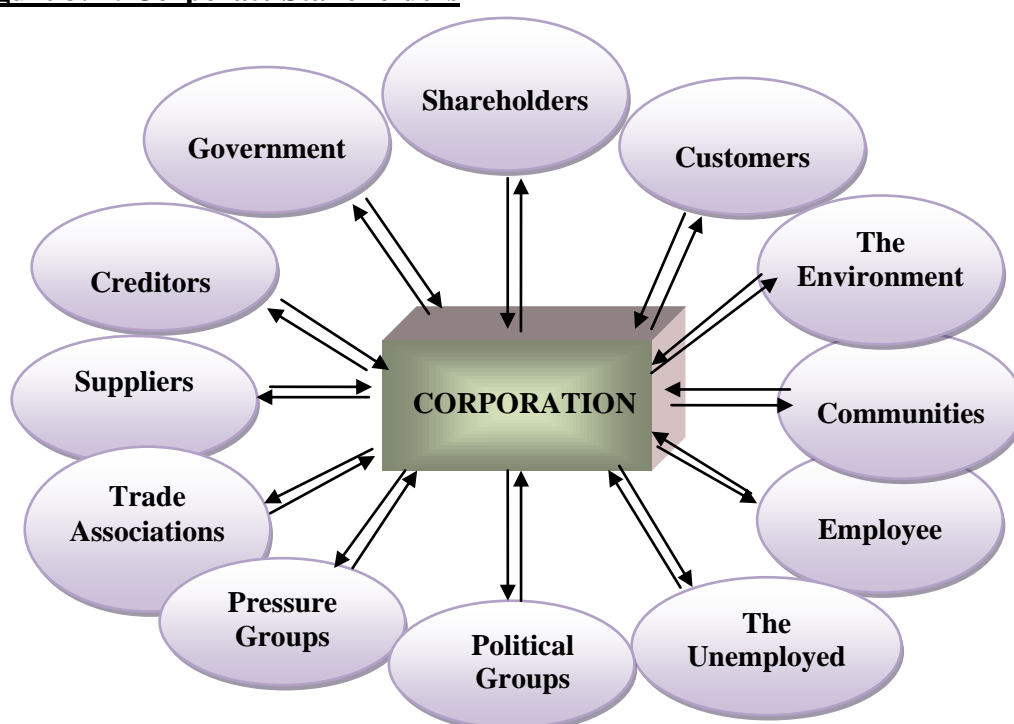 Shareholders
Government
Customers
The
Environment
Creditors
Suppliers
CORPORATION
Communities
Trade
Associations
Employee
Pressure
Groups
Political
Groups
The
Unemployed